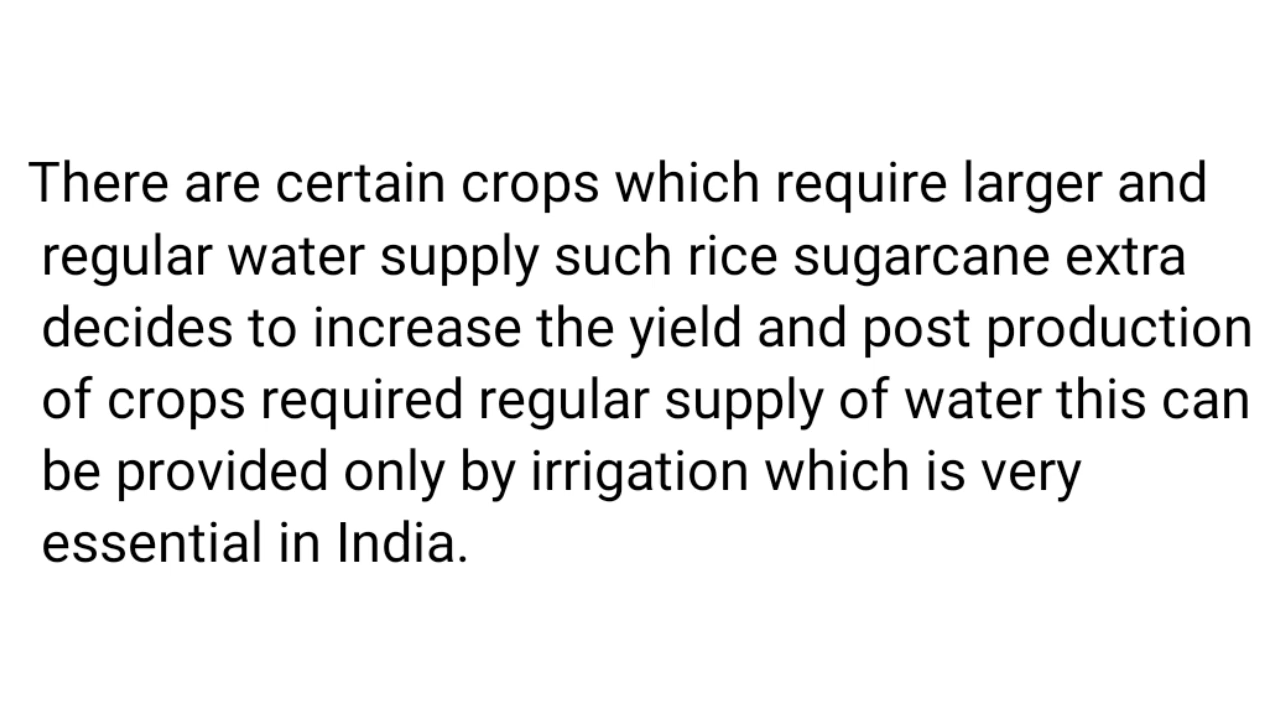 There are certain crops which require larger and
regular water supply such rice sugarcane extra
decides to increase the yield and post production
of crops required regular supply of water this can
be provided only by irrigation which is very
essential in India.